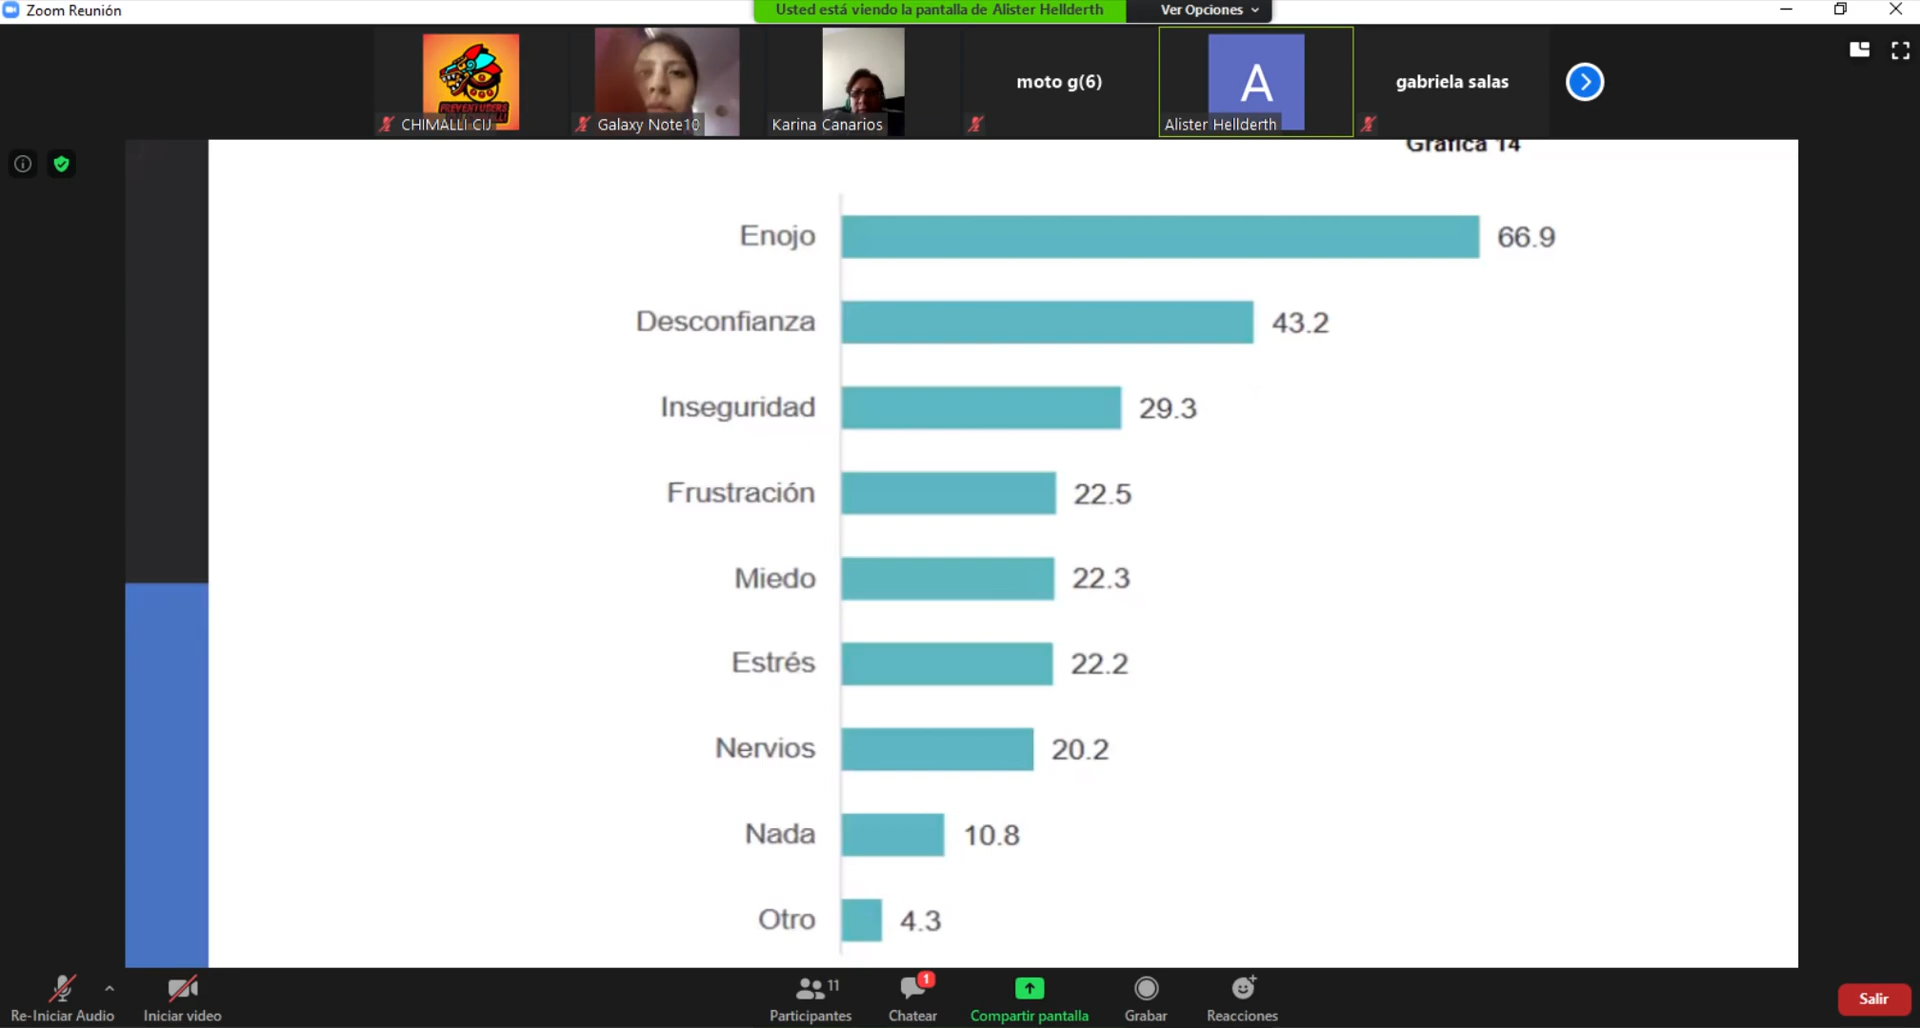 Zoom Reunión
Usted está viendo la pantalla de Alister Hellderth
Ver Opciones
CHIMALLI CIJ
Galaxy Note10
Karina Canarios
moto g(6)
A
Alister Hellderth
gabriela salas
Gráfica 14
Enojo 66.9
Desconfianza 43.2
Inseguridad 29.3
Frustración 22.5
Miedo 22.3
Estrés 22.2
Nervios 20.2
Nada 10.8
Otro 4.3
Re-Iniciar Audio
Iniciar video
11
Participantes
1
Chatear
Compartir pantalla
Grabar
Reacciones
Salir